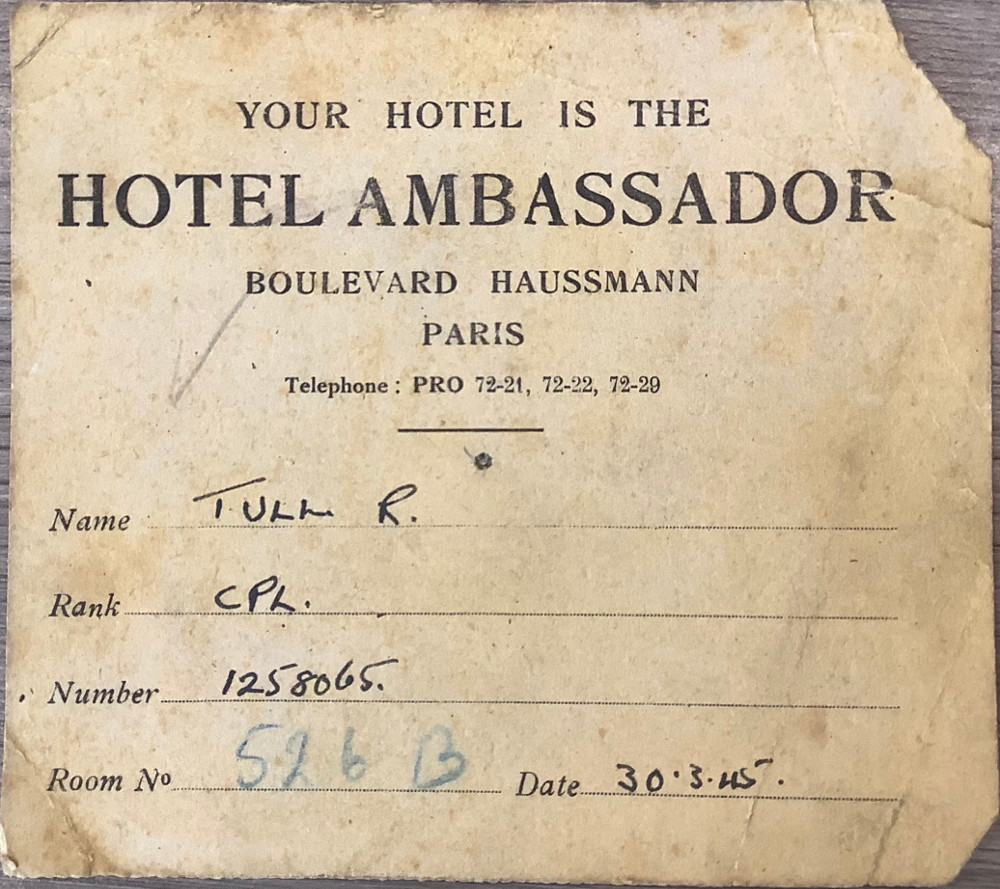 YOUR HOTEL IS THE
HOTEL AMBASSADOR
BOULEVARD HAUSSMANN
PARIS
Telephone : PRO 72-21, 72-22, 72-29
Name TULL R.
Rank CPL.
Number 1258065.
Room No 526 B Date 30.3.45.